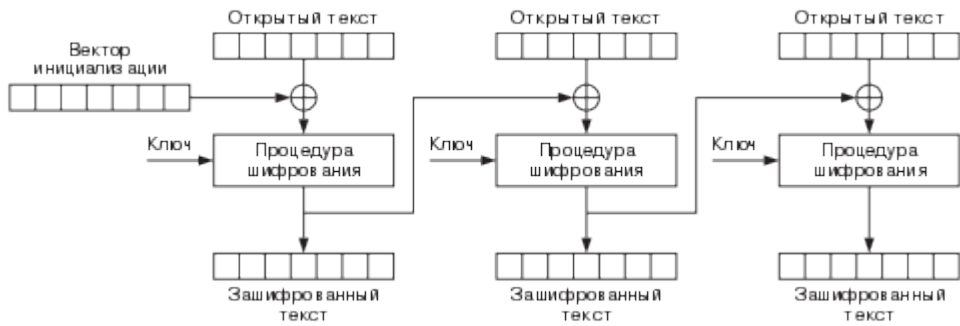 Открытый текст
Открытый текст
Открытый текст
Вектор
инициализации
Ключ
Процедура
шифрования
Ключ
Процедура
шифрования
Ключ
Процедура
шифрования
Зашифрованный
текст
Зашифрованный
текст
Зашифрованный
текст